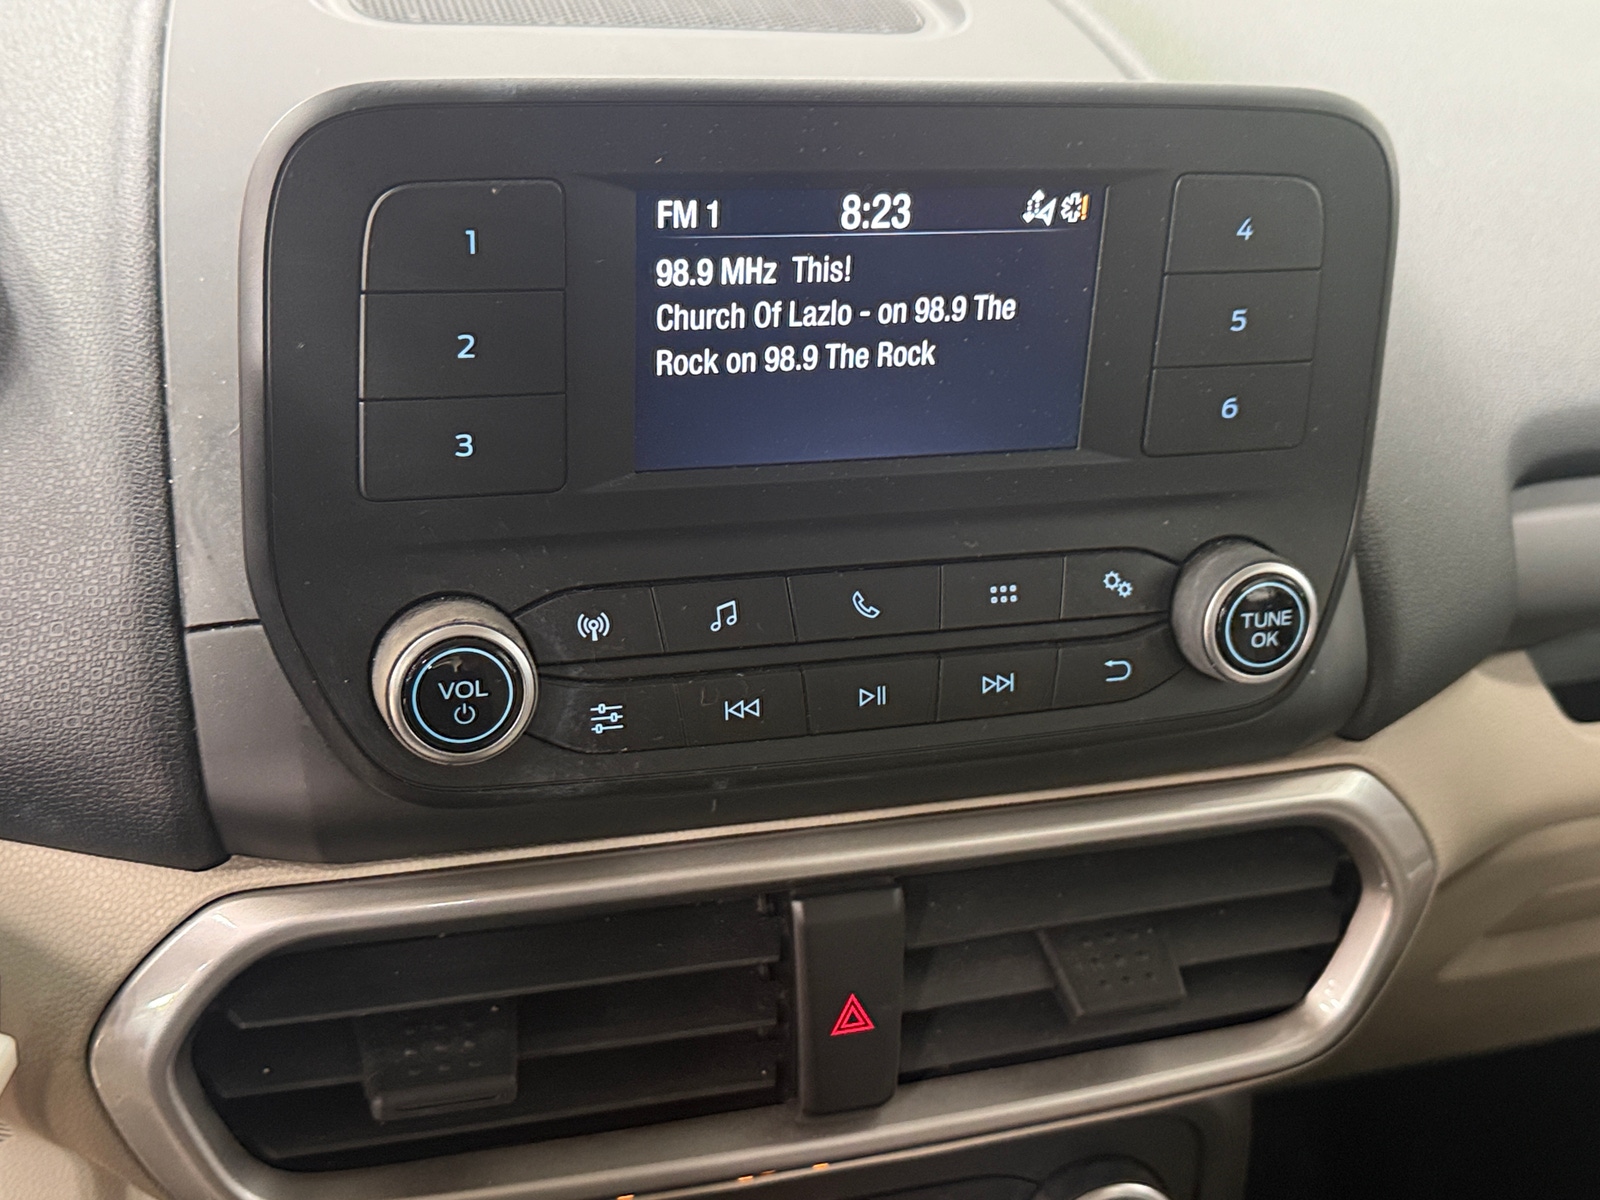 FM 1 8:23
98.9 MHz This!
Church Of Lazlo - on 98.9 The
Rock on 98.9 The Rock
1
2
3
4
5
6
VOL
TUNE
OK